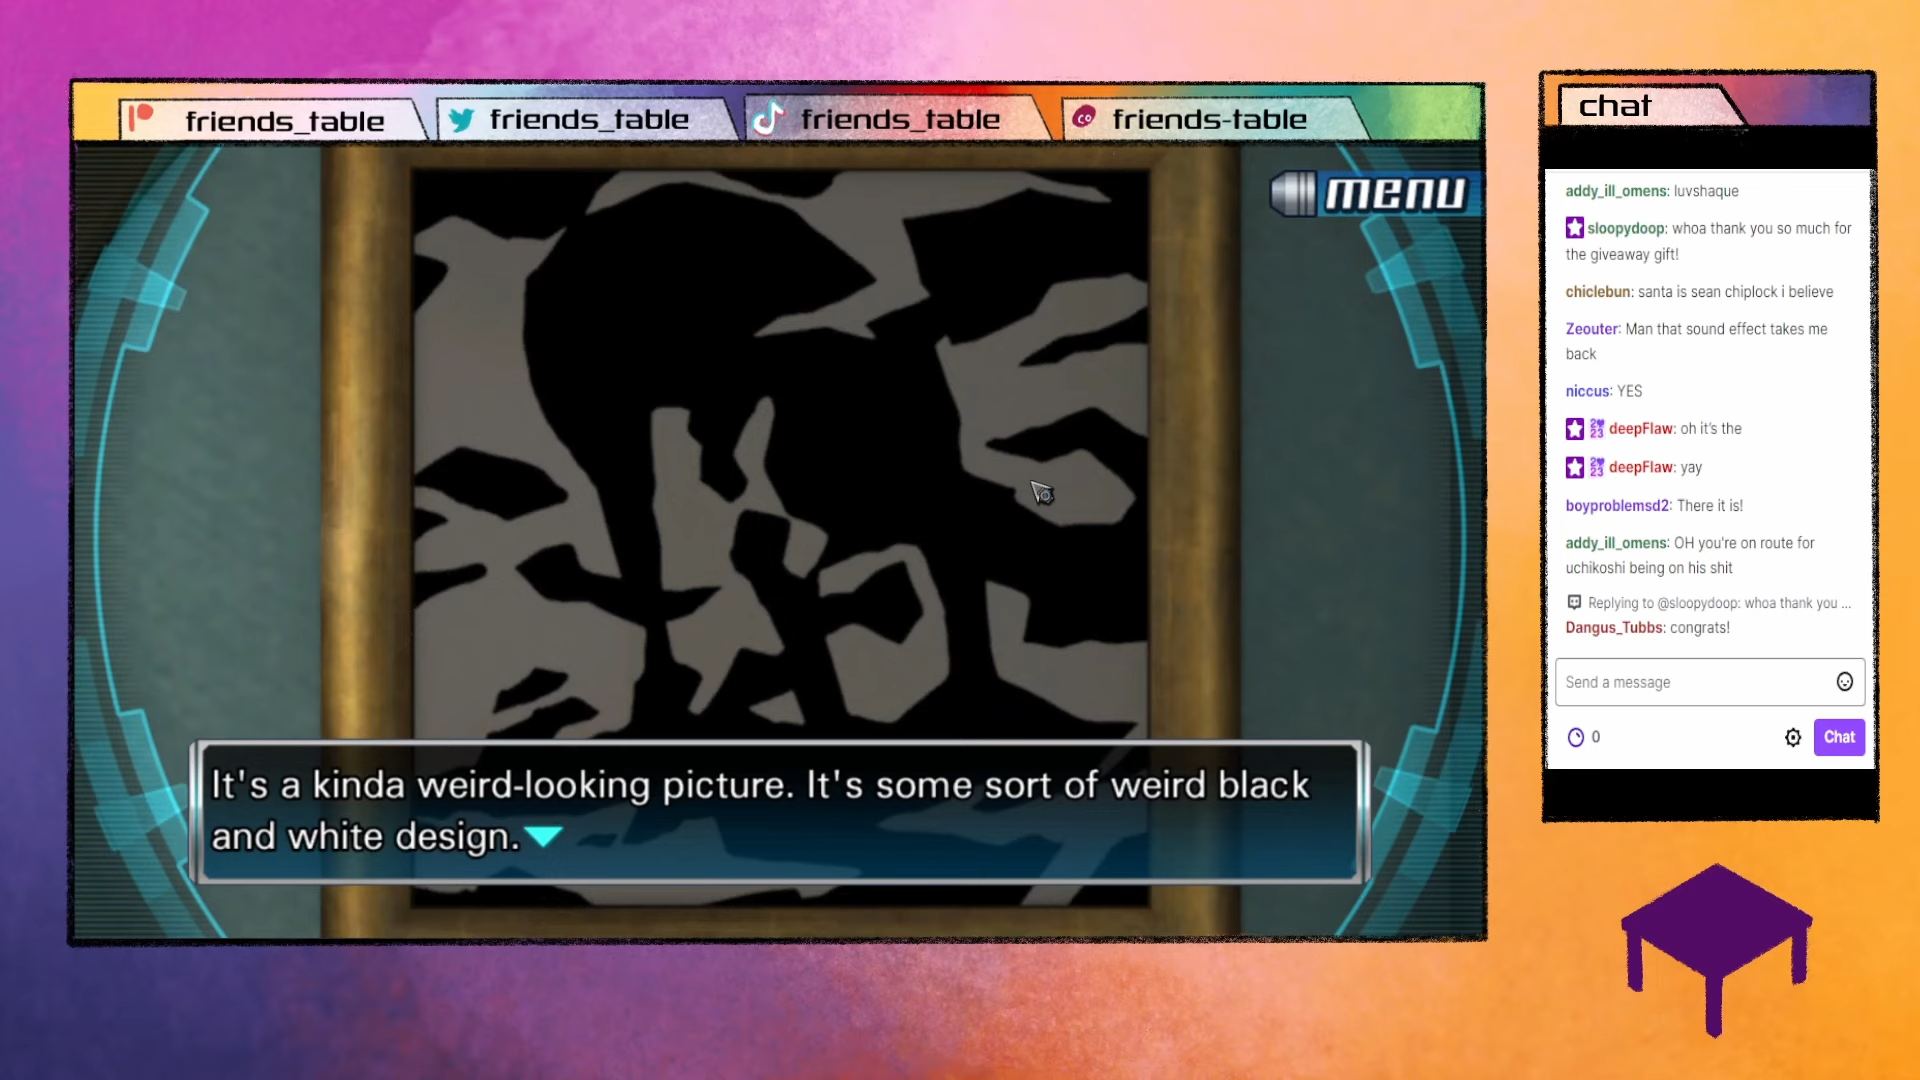 friends_table
friends_table
friends_table
friends-table
MENU
It's a kinda weird-looking picture. It's some sort of weird black
and white design.
chat
addy_ill_omens: luvshaque
sloopydoop: whoa thank you so much for
the giveaway gift!
chiclebun: santa is sean chiplock i believe
Zeouter: Man that sound effect takes me
back
niccus: YES
deepFlaw: oh it's the
deepFlaw: yay
boyproblemsd2: There it is!
addy_ill_omens: OH you're on route for
uchikoshi being on his shit
Replying to @sloopydoop: whoa thank you ...
Dangus_Tubbs: congrats!
Send a message
0
Chat